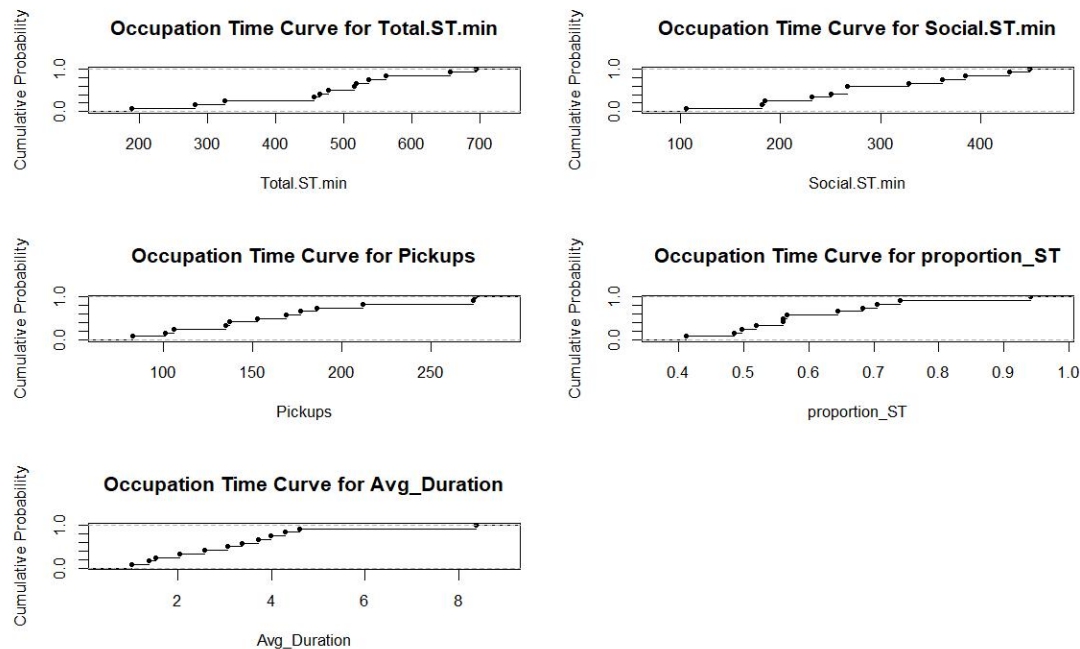 Occupation Time Curve for Total.ST.min
Cumulative Probability
0.0 1.0
200 300 400 500 600 700
Total.ST.min
Occupation Time Curve for Social.ST.min
Cumulative Probability
0.0 1.0
100 200 300 400
Social.ST.min
Occupation Time Curve for Pickups
Cumulative Probability
0.0 1.0
100 150 200 250
Pickups
Occupation Time Curve for proportion_ST
Cumulative Probability
0.0 1.0
0.4 0.5 0.6 0.7 0.8 0.9 1.0
proportion_ST
Occupation Time Curve for Avg_Duration
Cumulative Probability
0.0 1.0
2 4 6 8
Avg_Duration